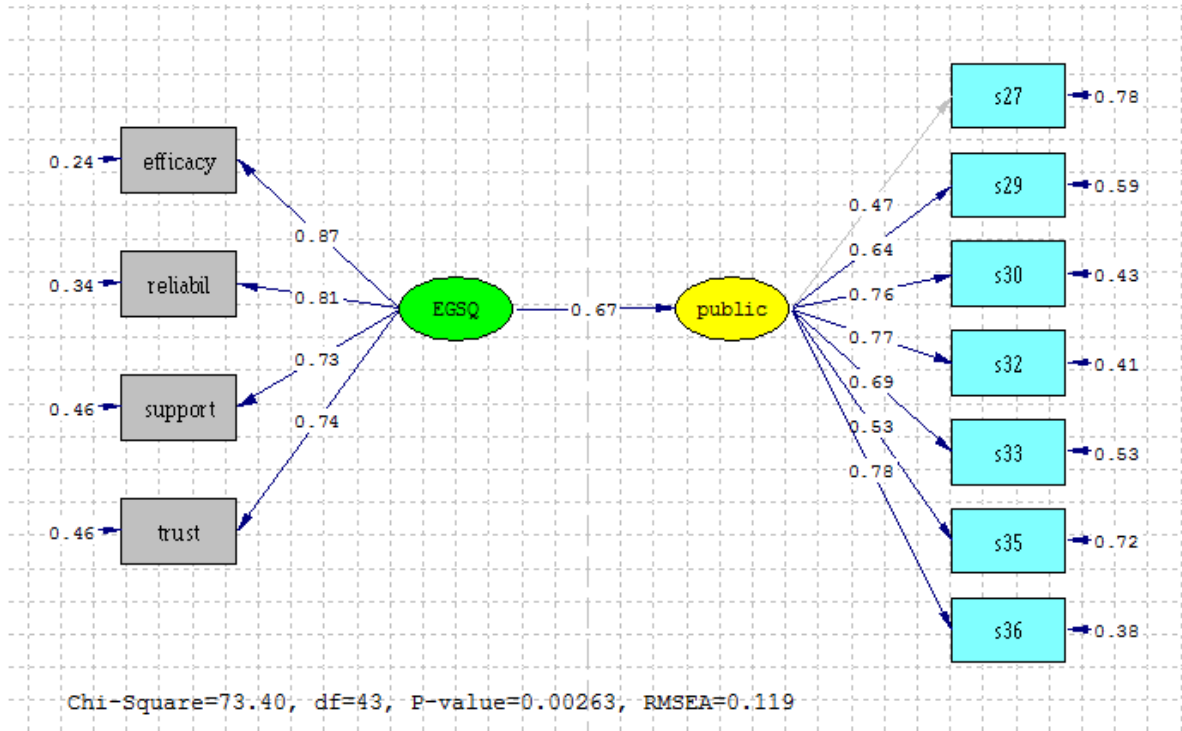 s27
0.78
s29
0.59
s30
0.43
s32
0.41
s33
0.53
s35
0.72
s36
0.38
0.24
efficacy
0.34
reliabil
0.46
support
0.46
trust
0.87
0.81
0.73
0.74
EGSQ
0.67
public
0.47
0.64
0.76
0.77
0.69
0.53
0.78
Chi-Square=73.40, df=43, P-value=0.00263, RMSEA=0.119